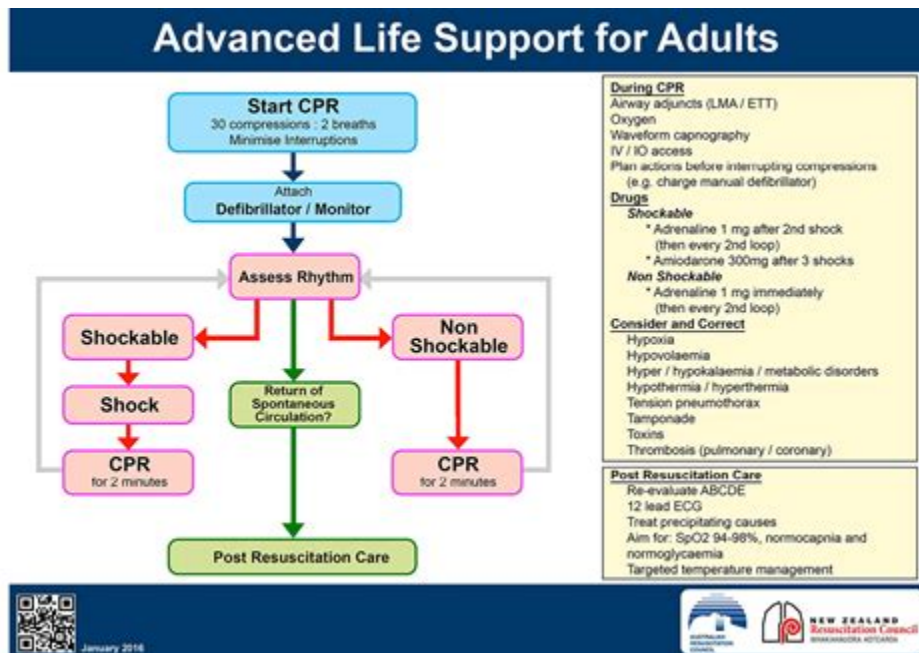 Advanced Life Support for Adults
Start CPR
30 compressions : 2 breaths
Minimise Interruptions
Attach
Defibrillator / Monitor
Assess Rhythm
Shockable
Non
Shockable
Shock
Return of
Spontaneous
Circulation?
CPR
for 2 minutes
CPR
for 2 minutes
Post Resuscitation Care
During CPR
Airway adjuncts (LMA / ETT)
Oxygen
Waveform capnography
IV / IO access
Plan actions before interrupting compressions
(e.g. charge manual defibrillator)
Drugs
Shockable
* Adrenaline 1 mg after 2nd shock
(then every 2nd loop)
* Amiodarone 300mg after 3 shocks
Non Shockable
* Adrenaline 1 mg immediately
(then every 2nd loop)
Consider and Correct
Hypoxia
Hypovolaemia
Hyper / hypokalaemia / metabolic disorders
Hypothermia / hyperthermia
Tension pneumothorax
Tamponade
Toxins
Thrombosis (pulmonary / coronary)
Post Resuscitation Care
Re-evaluate ABCDE
12 lead ECG
Treat precipitating causes
Aim for: SpO2 94-98%, normocapnia and
normoglycaemia
Targeted temperature management
January 2016
AUSTRALIAN
RESUSCITATION
COUNCIL
NEW ZEALAND
Resuscitation Council
WHAKAHAUORA AOTEAROA